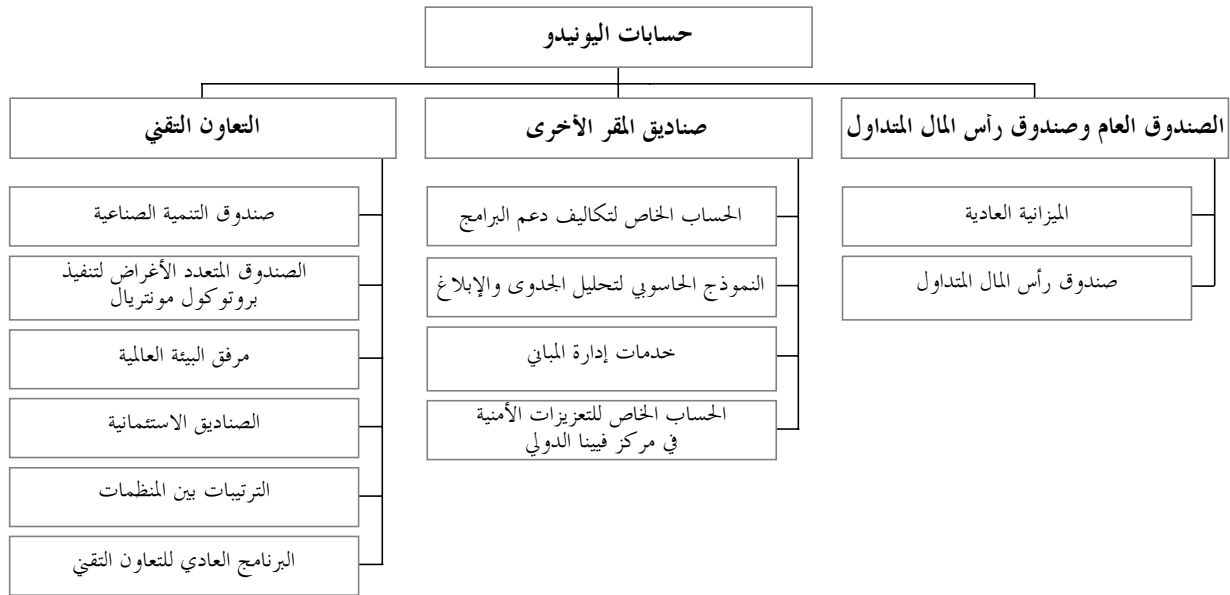 حسابات اليونيدو
الصندوق العام وصندوق رأس المال المتداول
الميزانية العادية
صندوق رأس المال المتداول
صناديق المقر الأخرى
الحساب الخاص لتكاليف دعم البرامج
النموذج الحاسوبي لتحليل الجدوى والإبلاغ
خدمات إدارة المباني
الحساب الخاص للتعزيزات الأمنية
في مركز فيينا الدولي
التعاون التقني
صندوق التنمية الصناعية
الصندوق المتعدد الأغراض لتنفيذ
بروتوكول مونتريال
مرفق البيئة العالمية
الصناديق الاستئمانية
الترتيبات بين المنظمات
البرنامج العادي للتعاون التقني